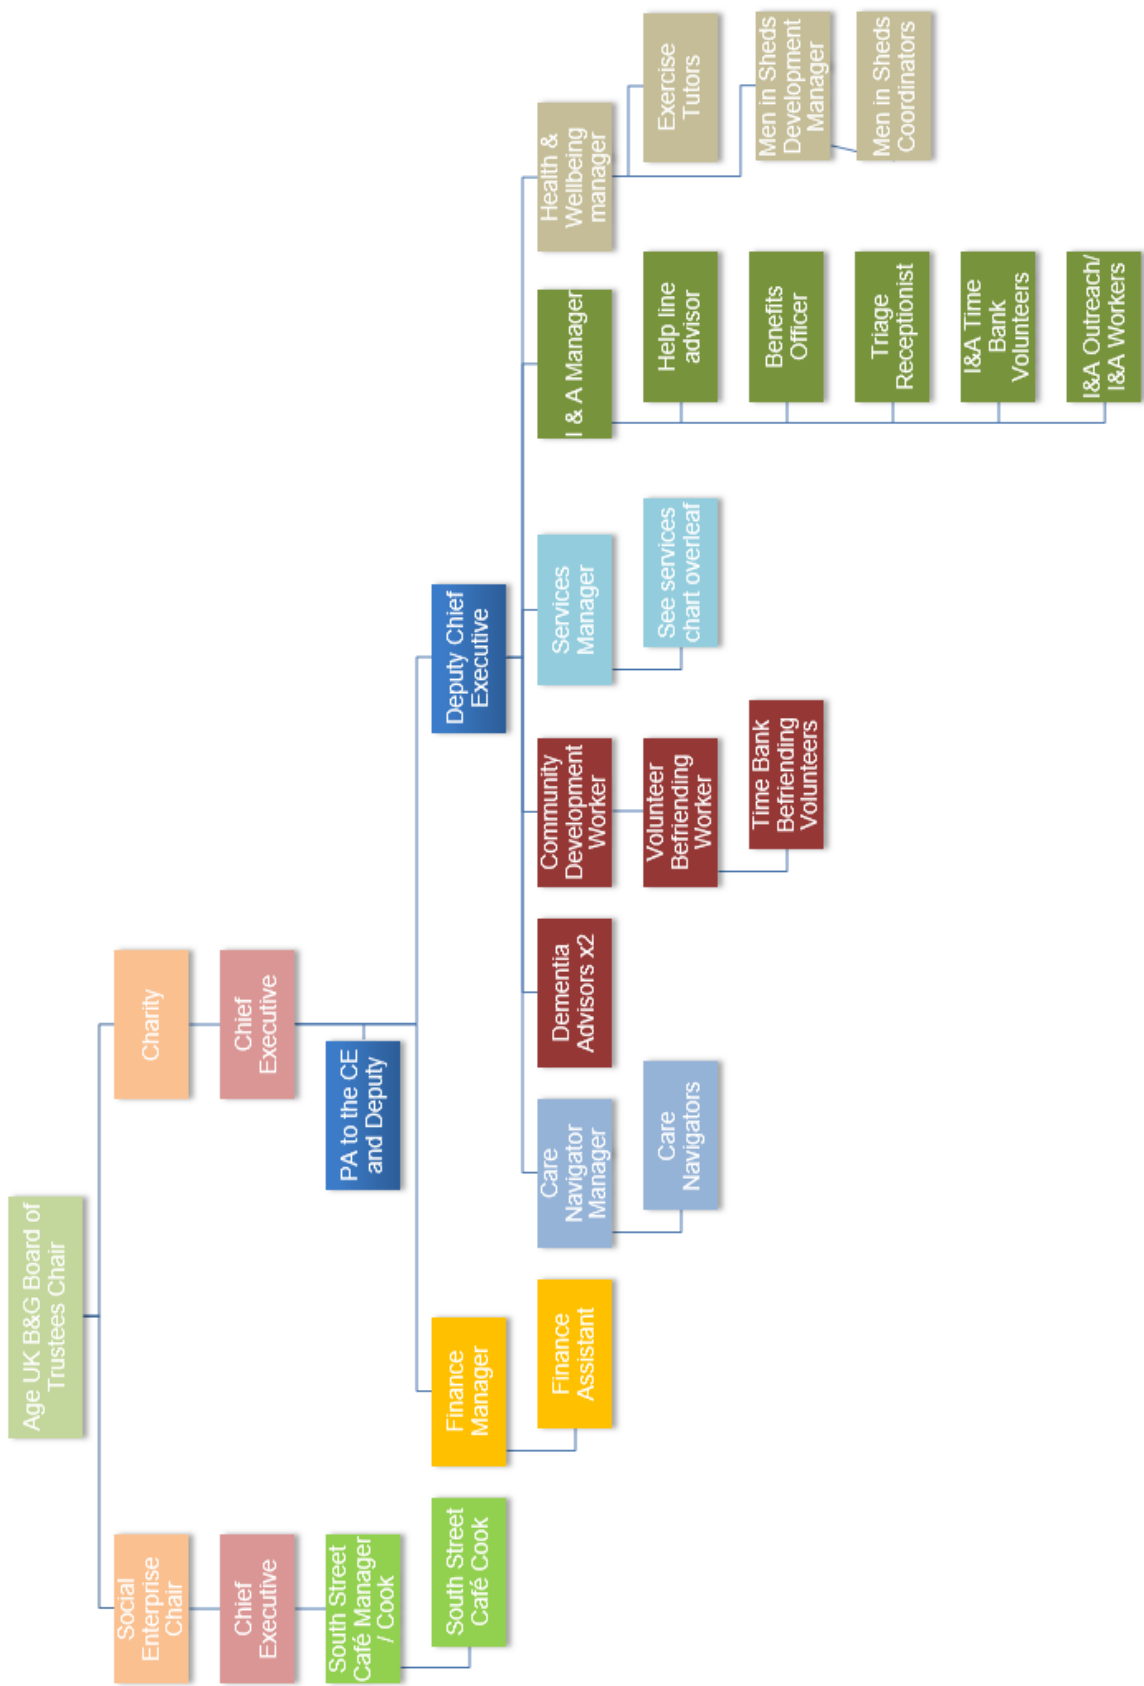 Age UK B&G Board of
Trustees Chair
Social
Enterprise
Chair
Charity
Chief
Executive
Chief
Executive
South Street
Café Manager
/ Cook
PA to the CE
and Deputy
South Street
Café Cook
Finance
Manager
Deputy Chief
Executive
Finance
Assistant
Care
Navigator
Manager
Dementia
Advisors x2
Community
Development
Worker
Services
Manager
I & A Manager
Health &
Wellbeing
manager
Care
Navigators
Volunteer
Befriending
Worker
See services
chart overleaf
Help line
advisor
Exercise
Tutors
Time Bank
Befriending
Volunteers
Benefits
Officer
Men in Sheds
Development
Manager
Triage
Receptionist
Men in Sheds
Coordinators
I&A Time
Bank
Volunteers
I&A Outreach/
I&A Workers